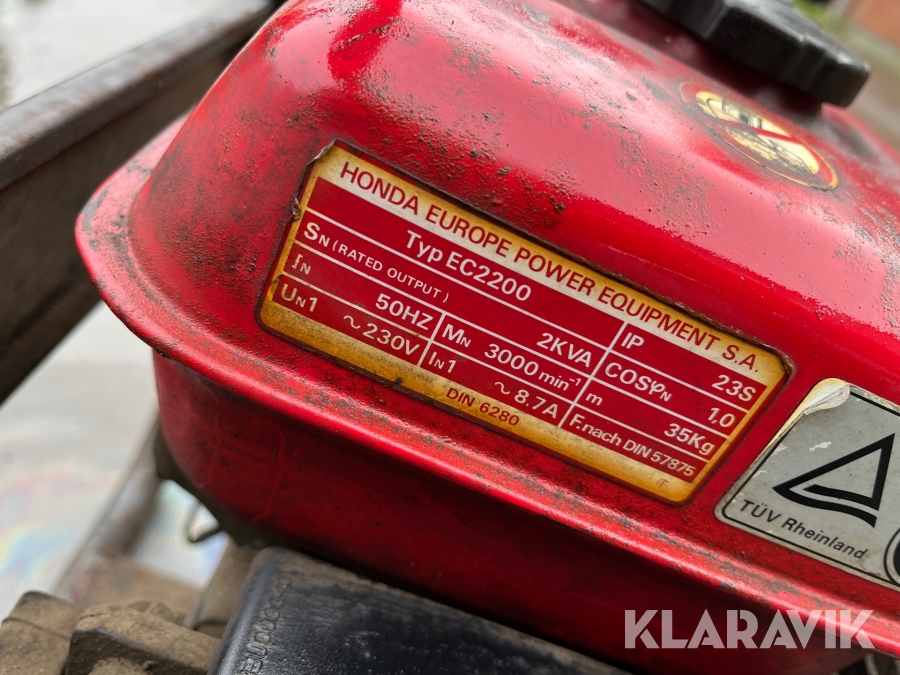 HONDA EUROPE POWER EQUIPMENT S.A.
Typ EC2200
SN (RATED OUTPUT) 2KVA IP 23S
fN 50HZ MN 3000 min⁻¹ COSφN 1.0
UN1 ~230V IN1 ~8.7A m 35Kg
DIN 6280 F.nach DIN 57875
TÜV Rheinland
KLARAVIK